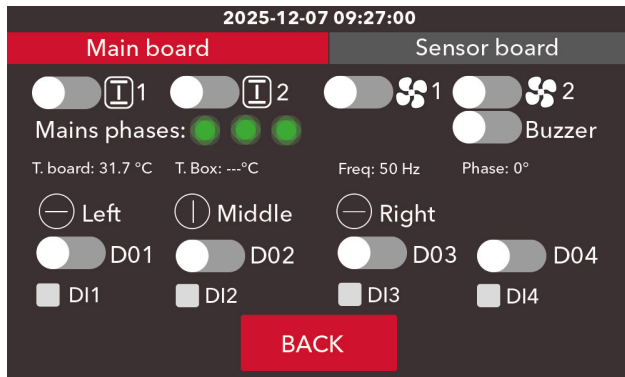 2025-12-07 09:27:00
Main board Sensor board
1 2 1 2
Mains phases: Buzzer
T. board: 31.7 °C T. Box: ---°C Freq: 50 Hz Phase: 0°
Left Middle Right
D01 D02 D03 D04
DI1 DI2 DI3 DI4
BACK